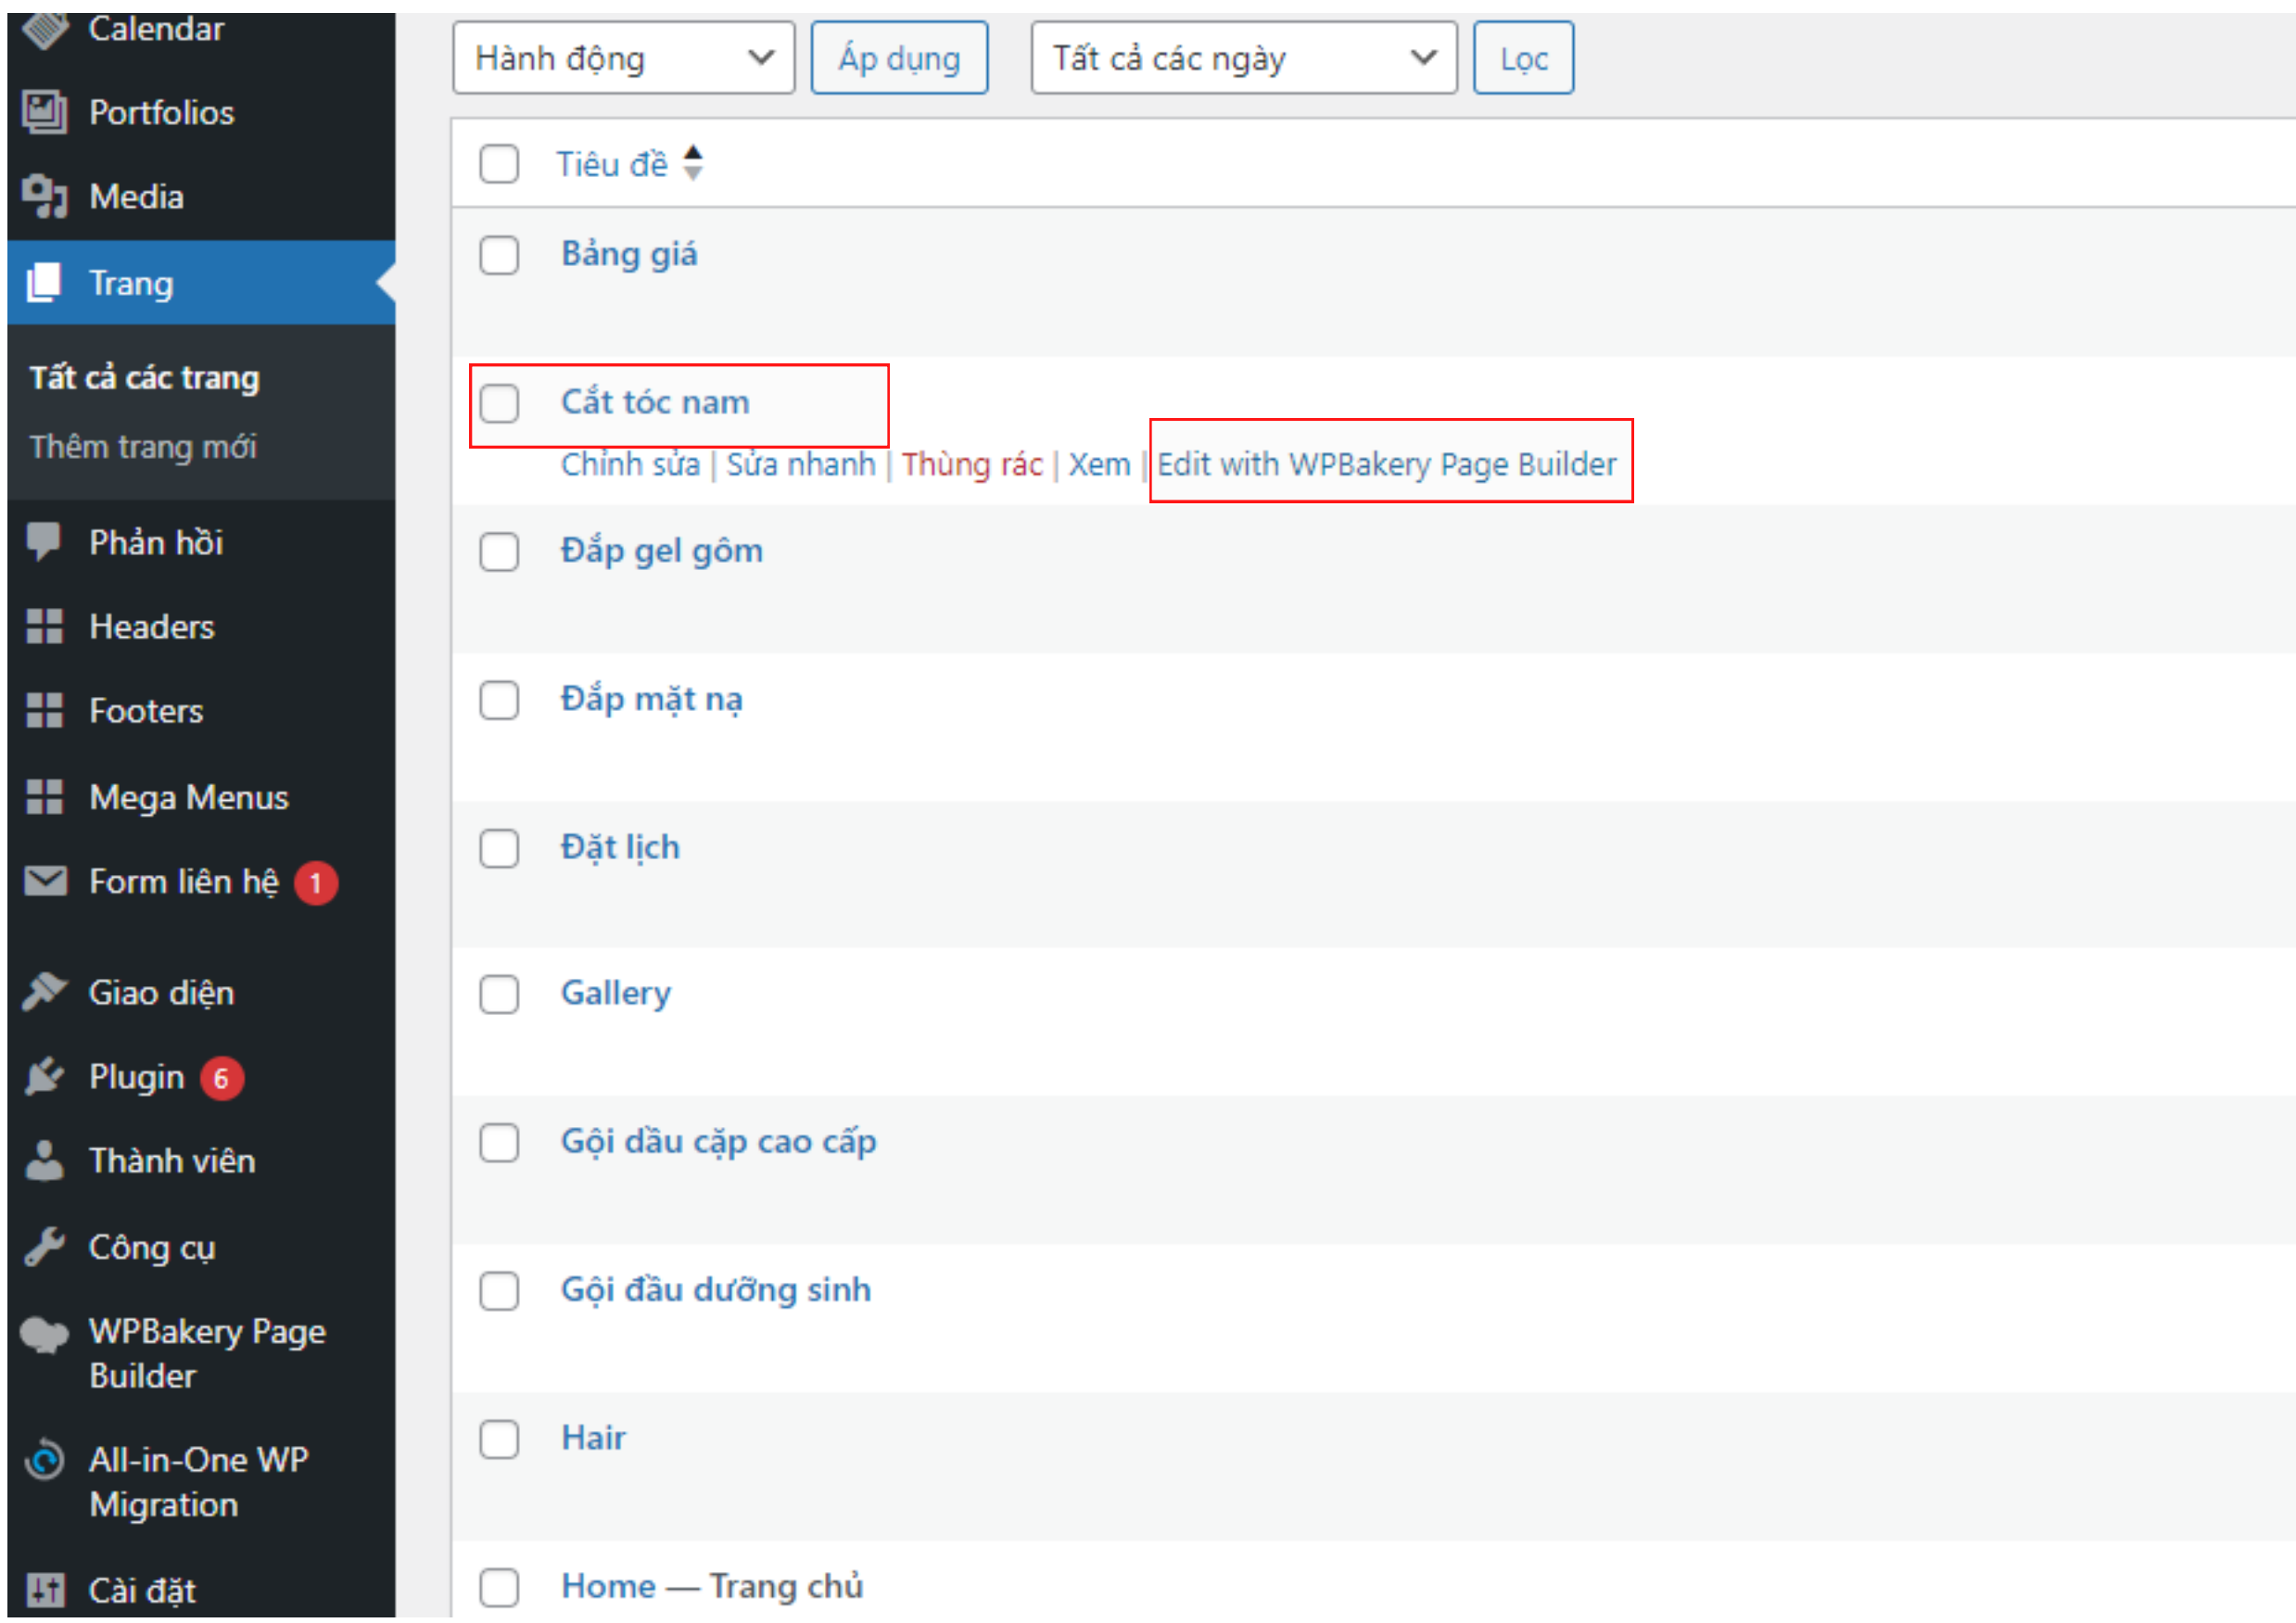 Calendar
Portfolios
Media
Trang
Tất cả các trang
Thêm trang mới
Phản hồi
Headers
Footers
Mega Menus
Form liên hệ 1
Giao diện
Plugin 6
Thành viên
Công cụ
WPBakery Page
Builder
All-in-One WP
Migration
Cài đặt
Hành động Áp dụng Tất cả các ngày Lọc
Tiêu đề
Bảng giá
Cắt tóc nam
Chỉnh sửa | Sửa nhanh | Thùng rác | Xem | Edit with WPBakery Page Builder
Đắp gel gôm
Đắp mặt nạ
Đặt lịch
Gallery
Gội dầu cặp cao cấp
Gội đầu dưỡng sinh
Hair
Home — Trang chủ